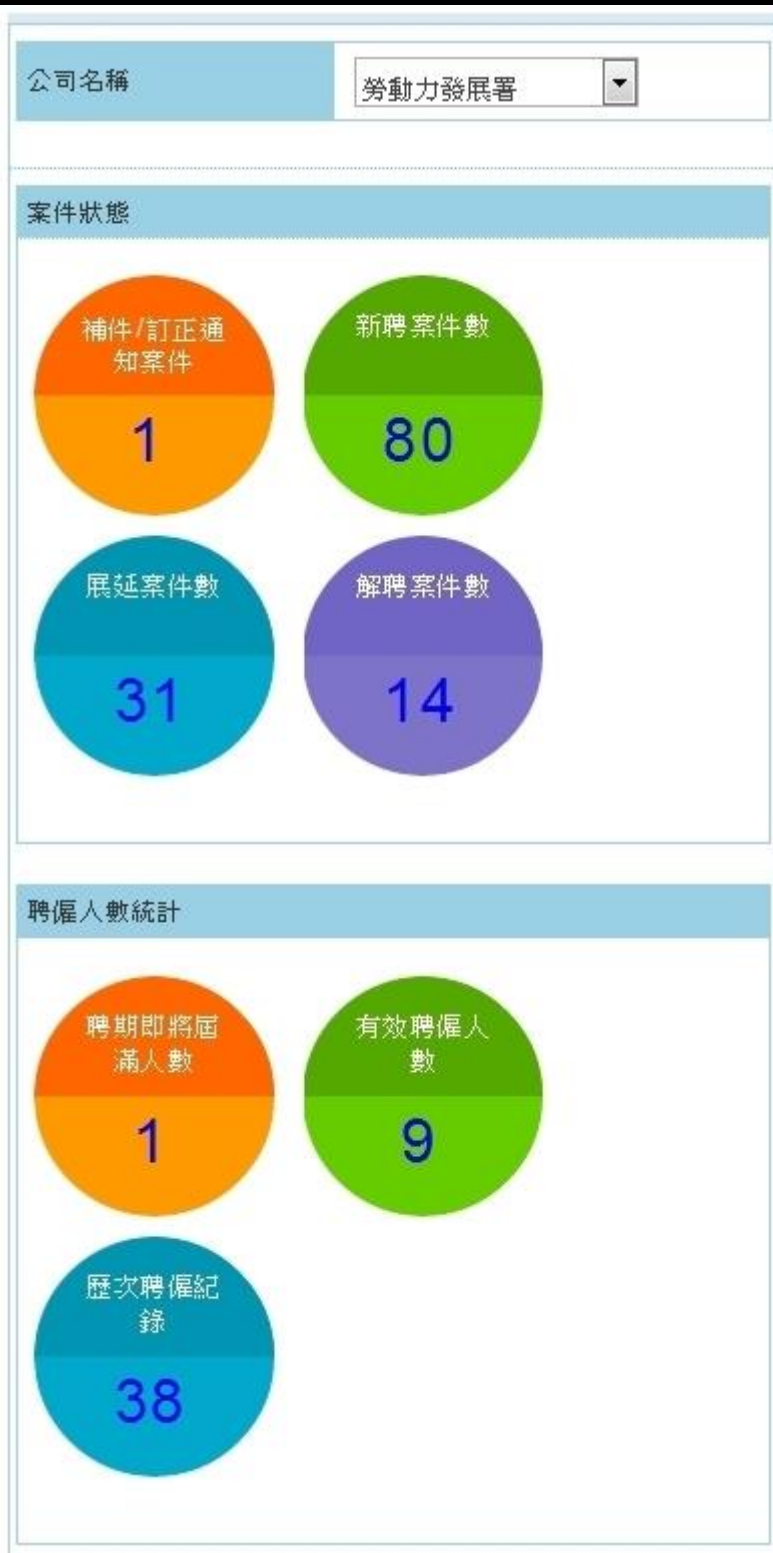 公司名稱
勞動力發展署
案件狀態
補件/訂正通
知案件
1
新聘案件數
80
展延案件數
31
解聘案件數
14
聘僱人數統計
聘期即將屆
滿人數
1
有效聘僱人
數
9
歷次聘僱紀
錄
38